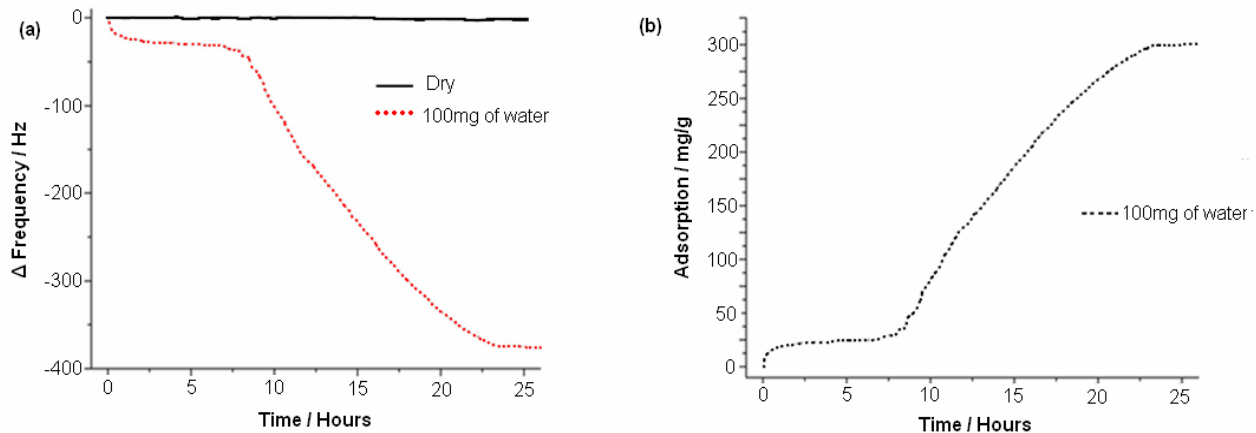 (a)
Δ Frequency / Hz
0
-100
-200
-300
-400
0 5 10 15 20 25
Time / Hours
Dry
100mg of water
(b)
Adsorption / mg/g
300
250
200
150
100
50
0
0 5 10 15 20 25
Time / Hours
100mg of water